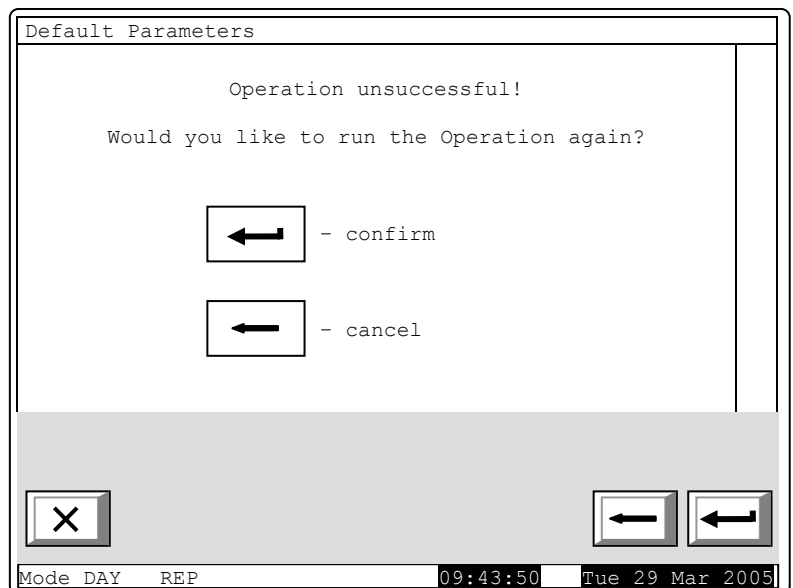 Default Parameters
Operation unsuccessful!
Would you like to run the Operation again?
- confirm
- cancel
Mode DAY REP 09:43:50 Tue 29 Mar 2005